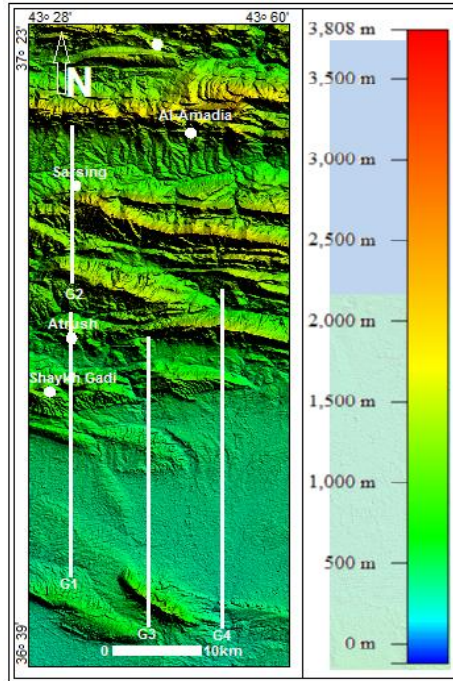 43° 28' 43° 60'
37° 23'
N
Al-Amadia
Sarsing
G2
Atrush
Shaykh Gadi
G1
G3
G4
36° 39'
0 10km
3,808 m
3,500 m
3,000 m
2,500 m
2,000 m
1,500 m
1,000 m
500 m
0 m